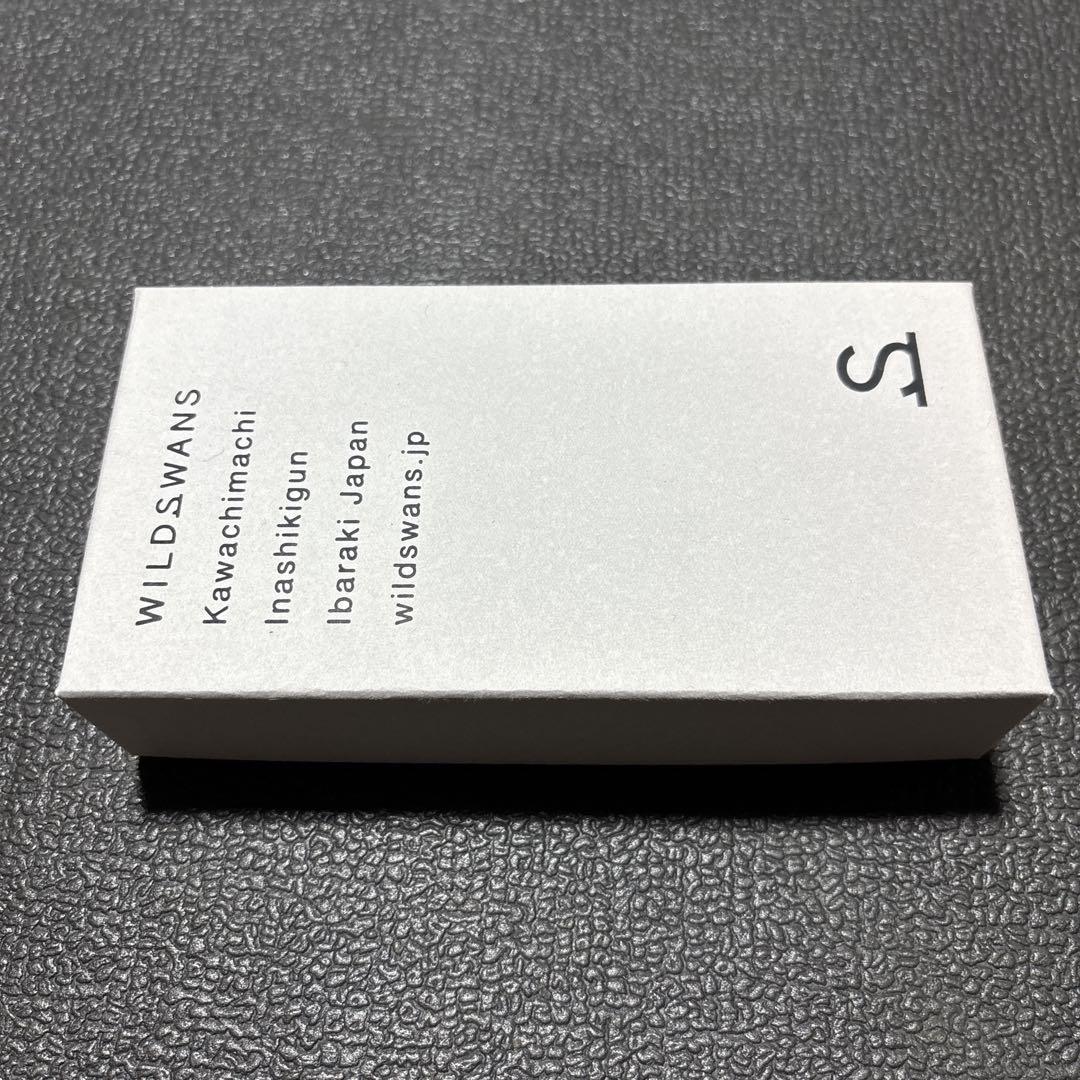 WILDSWANS
Kawachimachi
Inashikigun
Ibaraki Japan
wildswans.jp
S